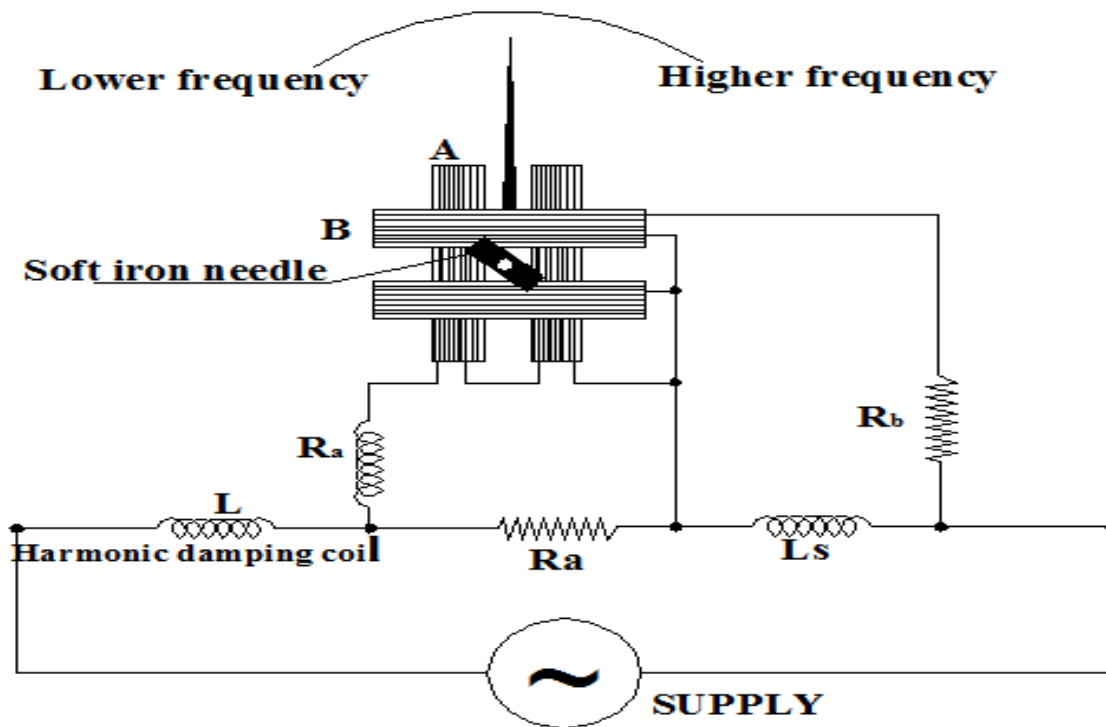 Lower frequency
Higher frequency
A
B
Soft iron needle
Ra
Rb
L
Harmonic damping coil
Ra
Ls
~
SUPPLY